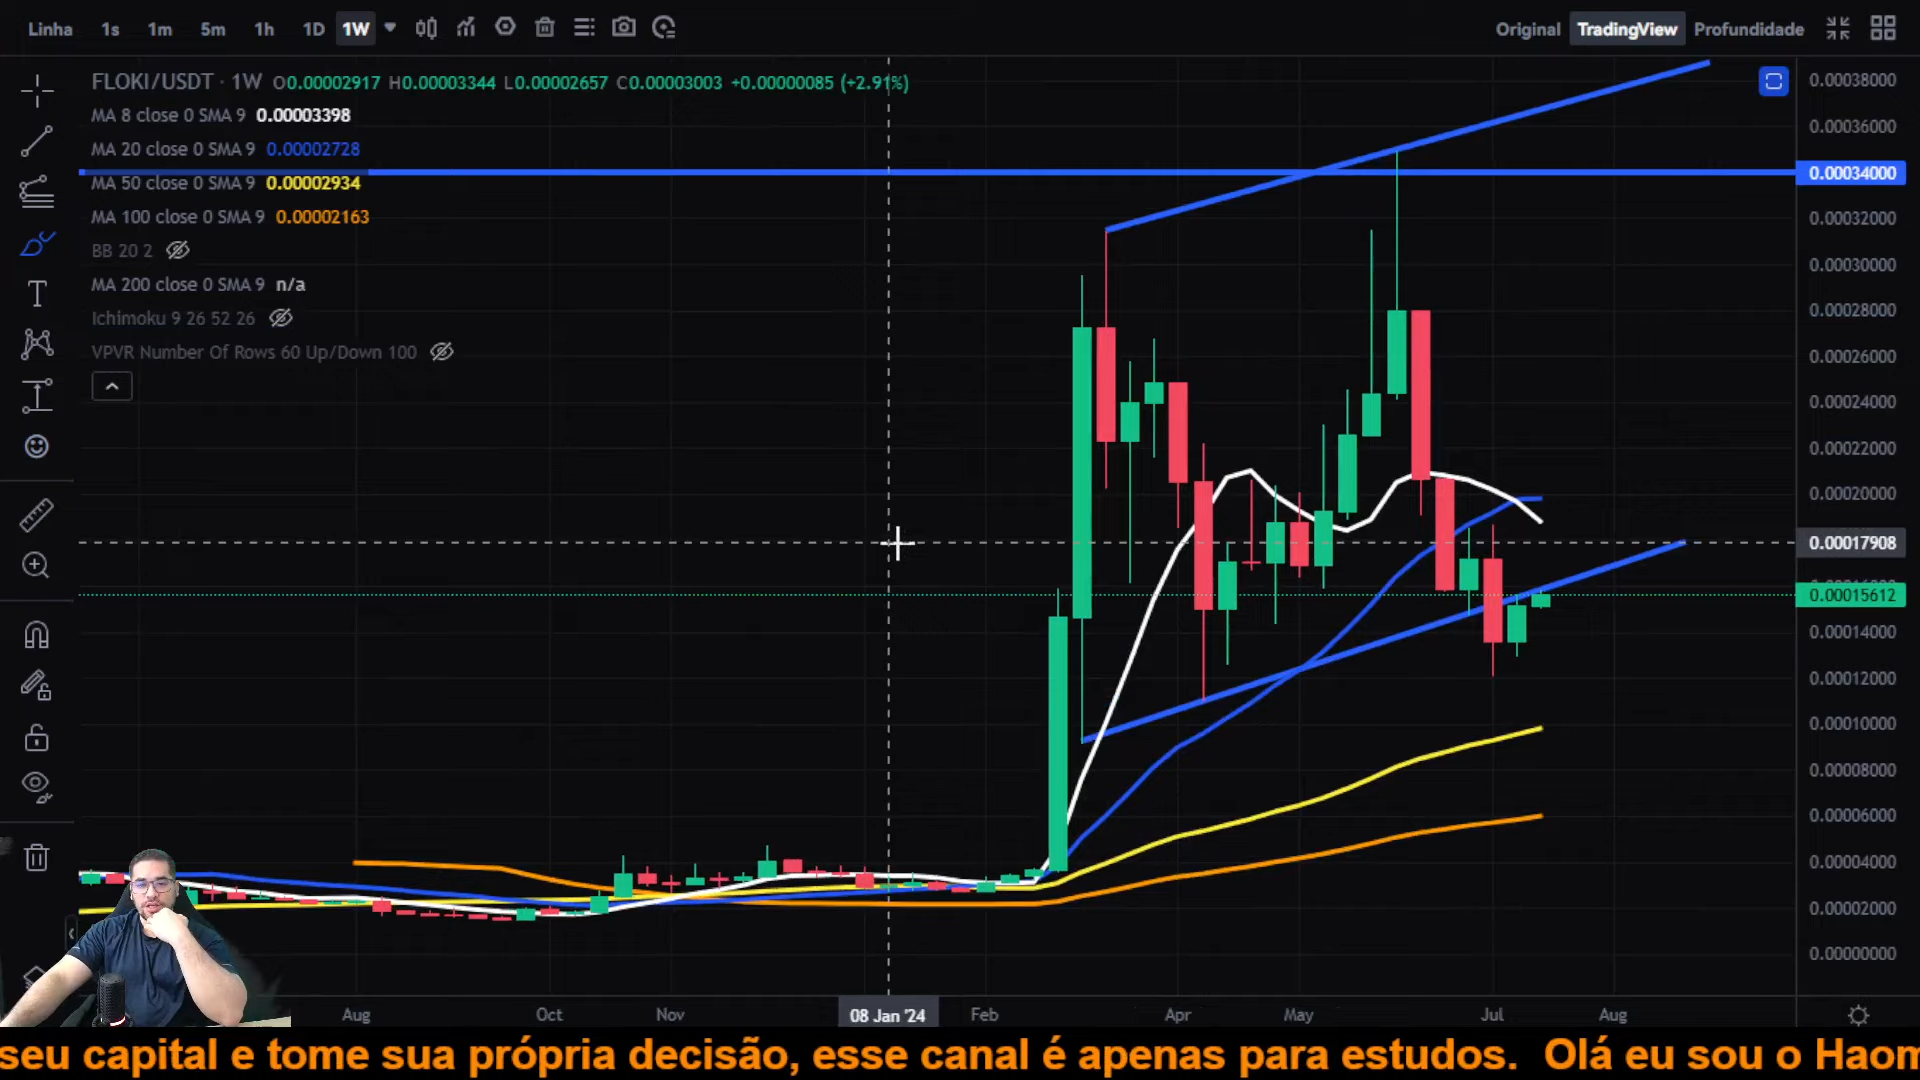 Linha 1s 1m 5m 1h 1D 1W Original TradingView Profundidade
FLOKI/USDT · 1W O0.00002917 H0.00003344 L0.00002657 C0.00003003 +0.00000085 (+2.91%)
MA 8 close 0 SMA 9 0.00003398
MA 20 close 0 SMA 9 0.00002728
MA 50 close 0 SMA 9 0.00002934
MA 100 close 0 SMA 9 0.00002163
BB 20 2
MA 200 close 0 SMA 9 n/a
Ichimoku 9 26 52 26
VPVR Number Of Rows 60 Up/Down 100
0.00038000
0.00036000
0.00034000
0.00032000
0.00030000
0.00028000
0.00026000
0.00024000
0.00022000
0.00020000
0.00017908
0.00015612
0.00014000
0.00012000
0.00010000
0.00008000
0.00006000
0.00004000
0.00002000
0.00000000
Aug Oct Nov 08 Jan '24 Feb Apr May Jul Aug
seu capital e tome sua própria decisão, esse canal é apenas para estudos. Olá eu sou o Haom